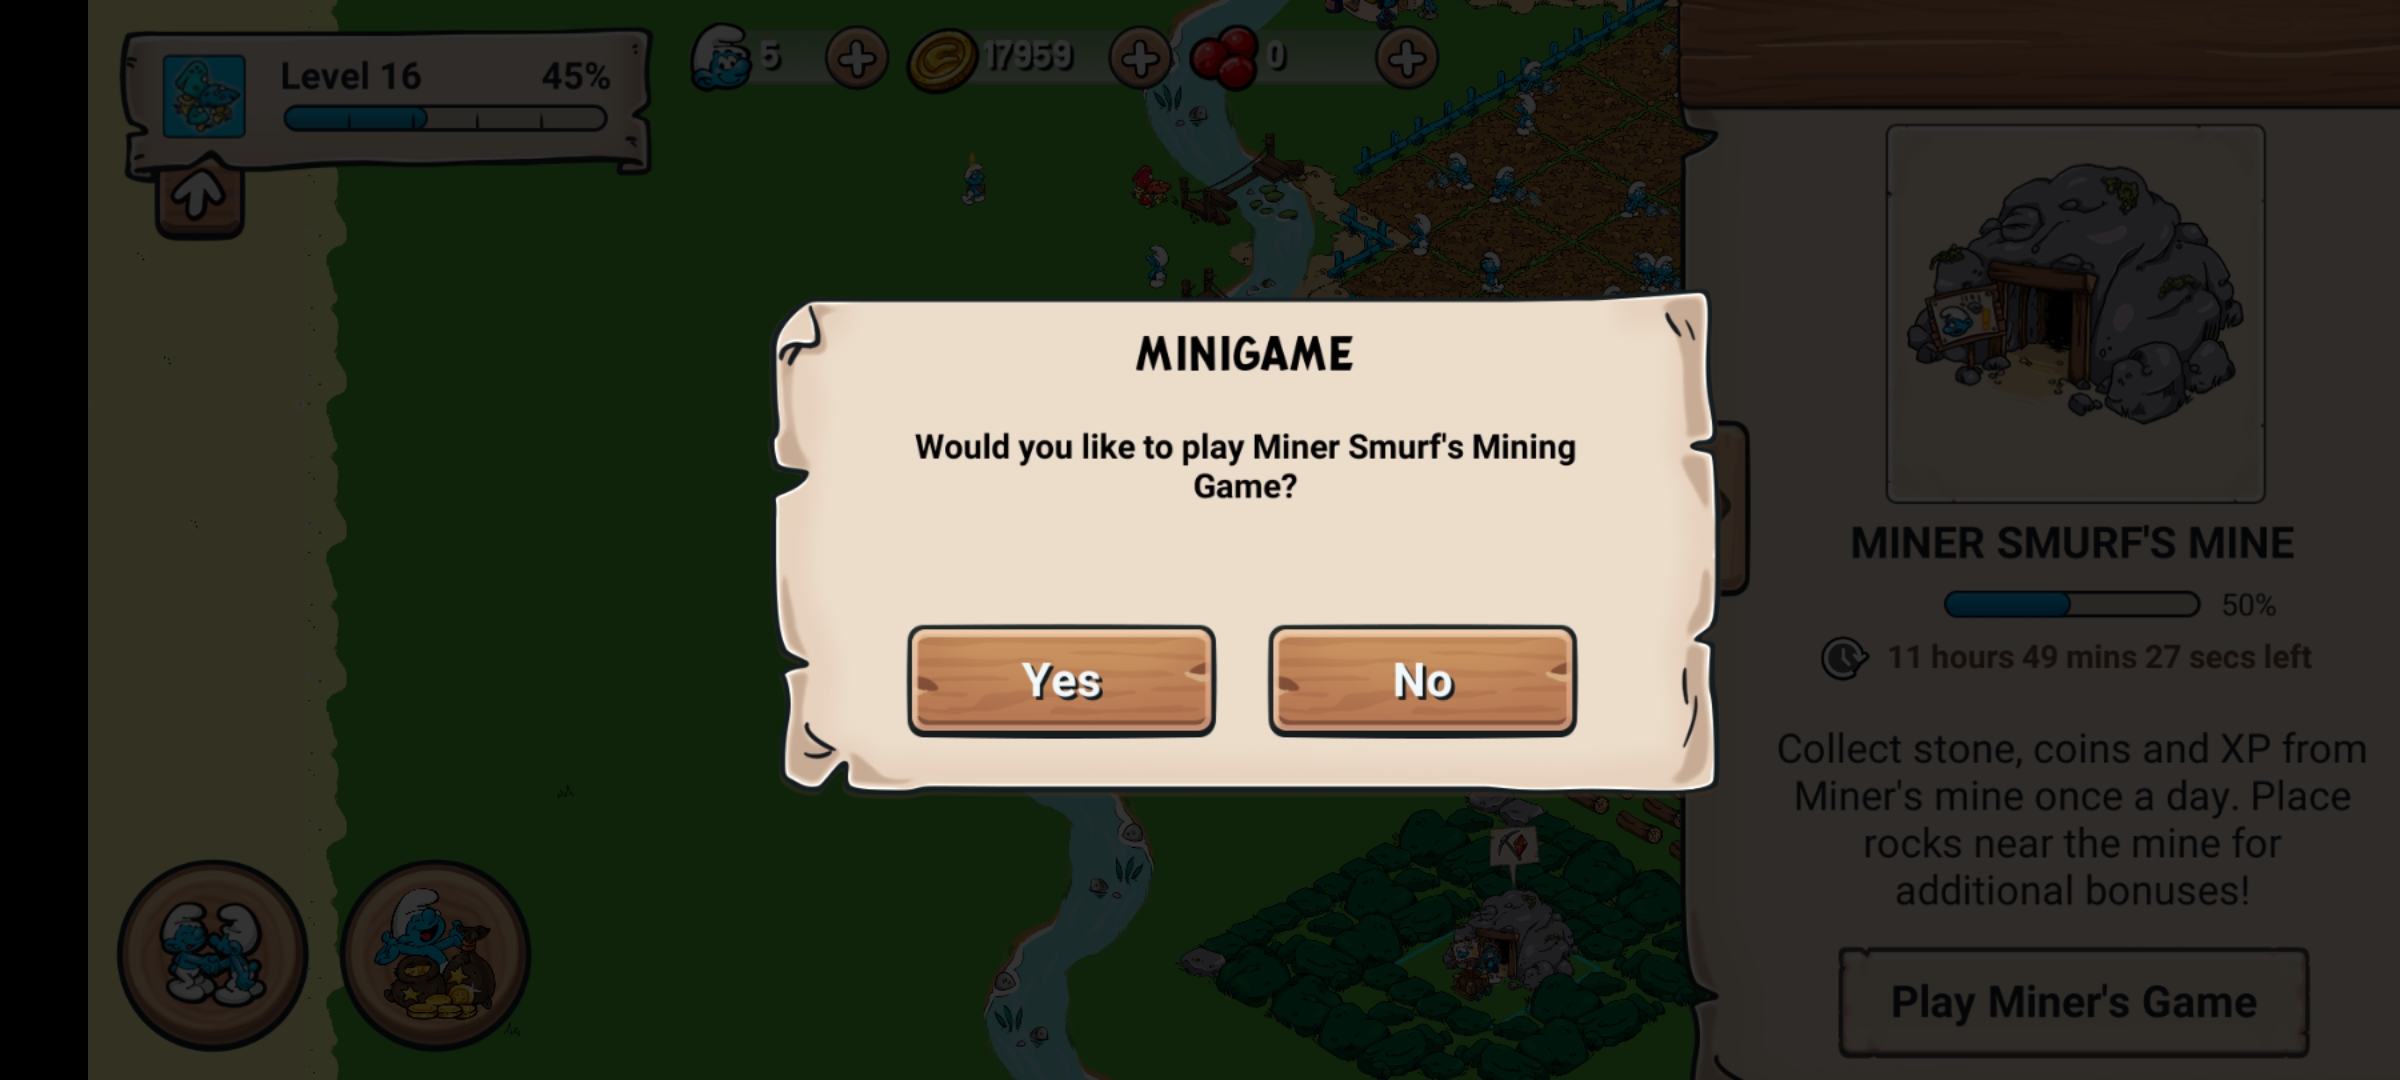 Level 16 45%
5
17959
0
MINIGAME
Would you like to play Miner Smurf's Mining
Game?
Yes
No
MINER SMURF'S MINE
50%
11 hours 49 mins 27 secs left
Collect stone, coins and XP from
Miner's mine once a day. Place
rocks near the mine for
additional bonuses!
Play Miner's Game